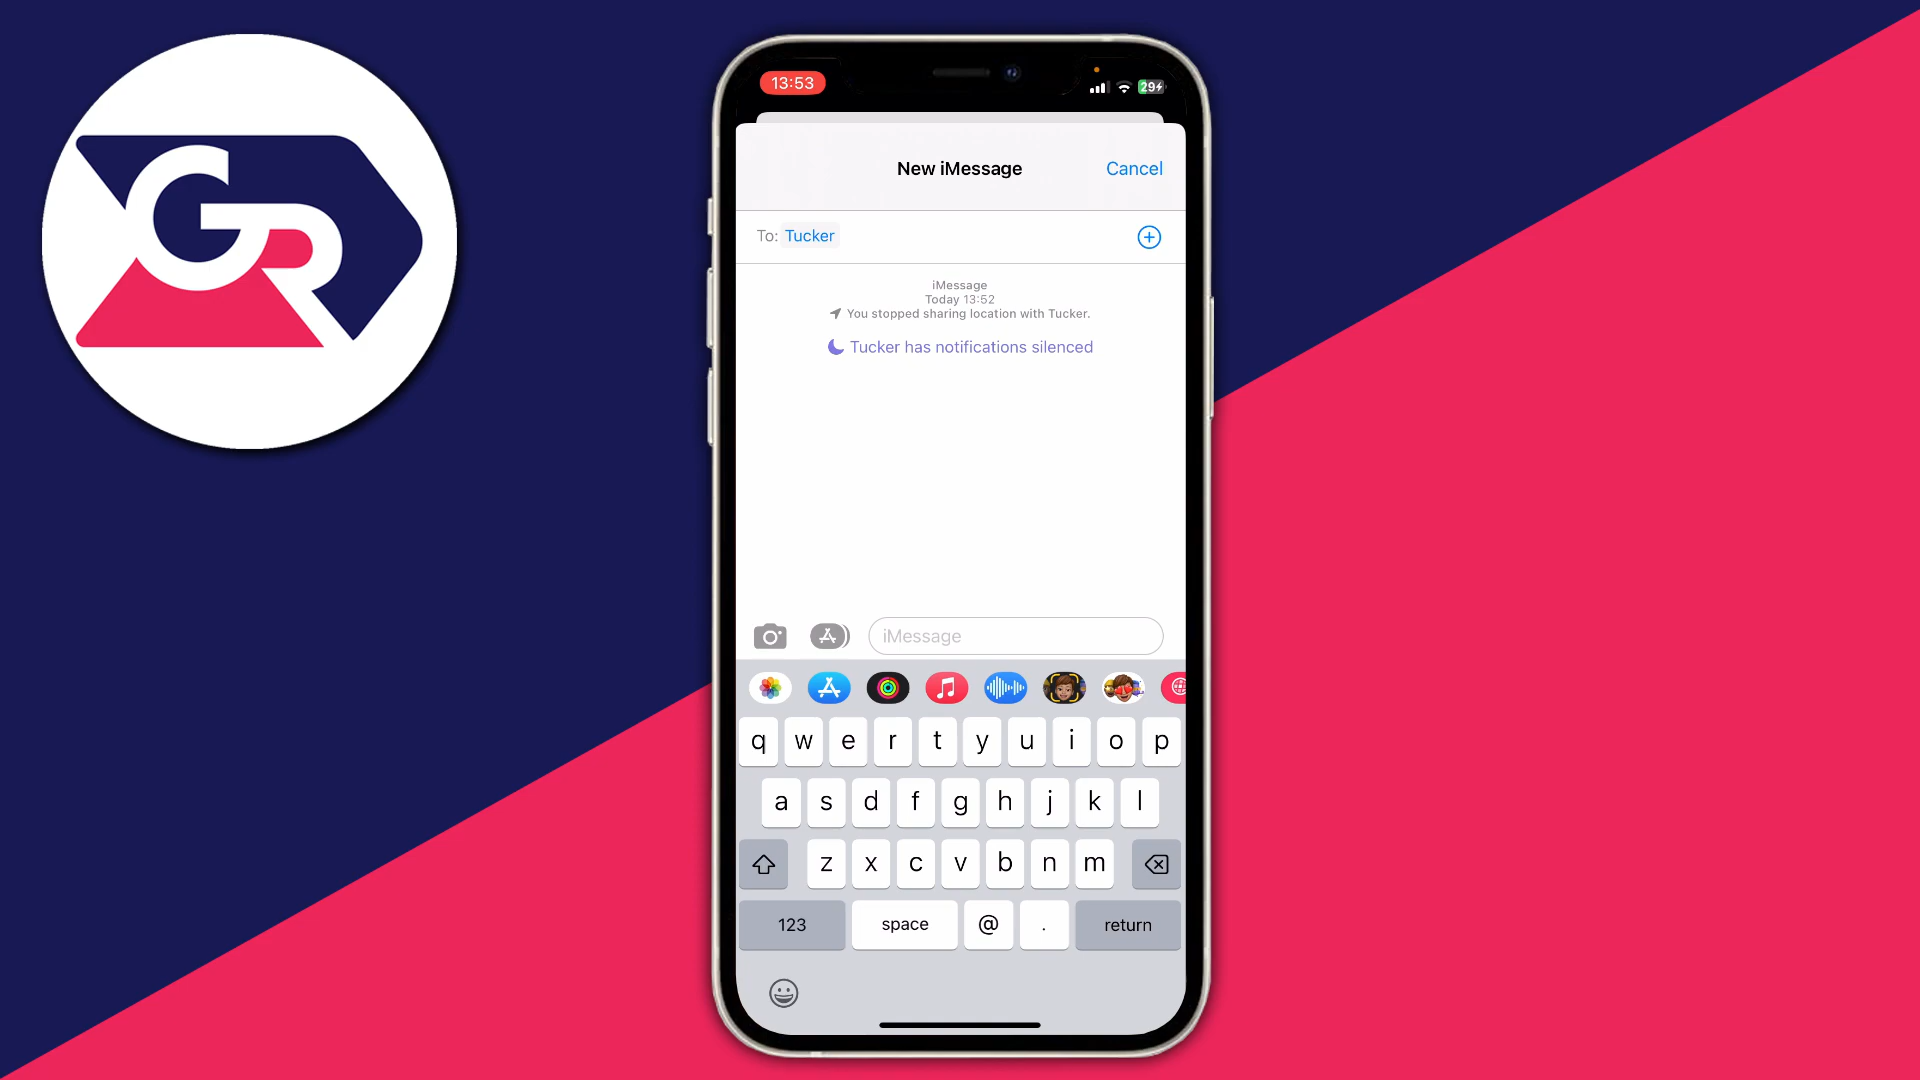 GR
13:53
29
New iMessage
Cancel
To: Tucker
iMessage
Today 13:52
You stopped sharing location with Tucker.
Tucker has notifications silenced
iMessage
q w e r t y u i o p
a s d f g h j k l
z x c v b n m
123 space @ . return